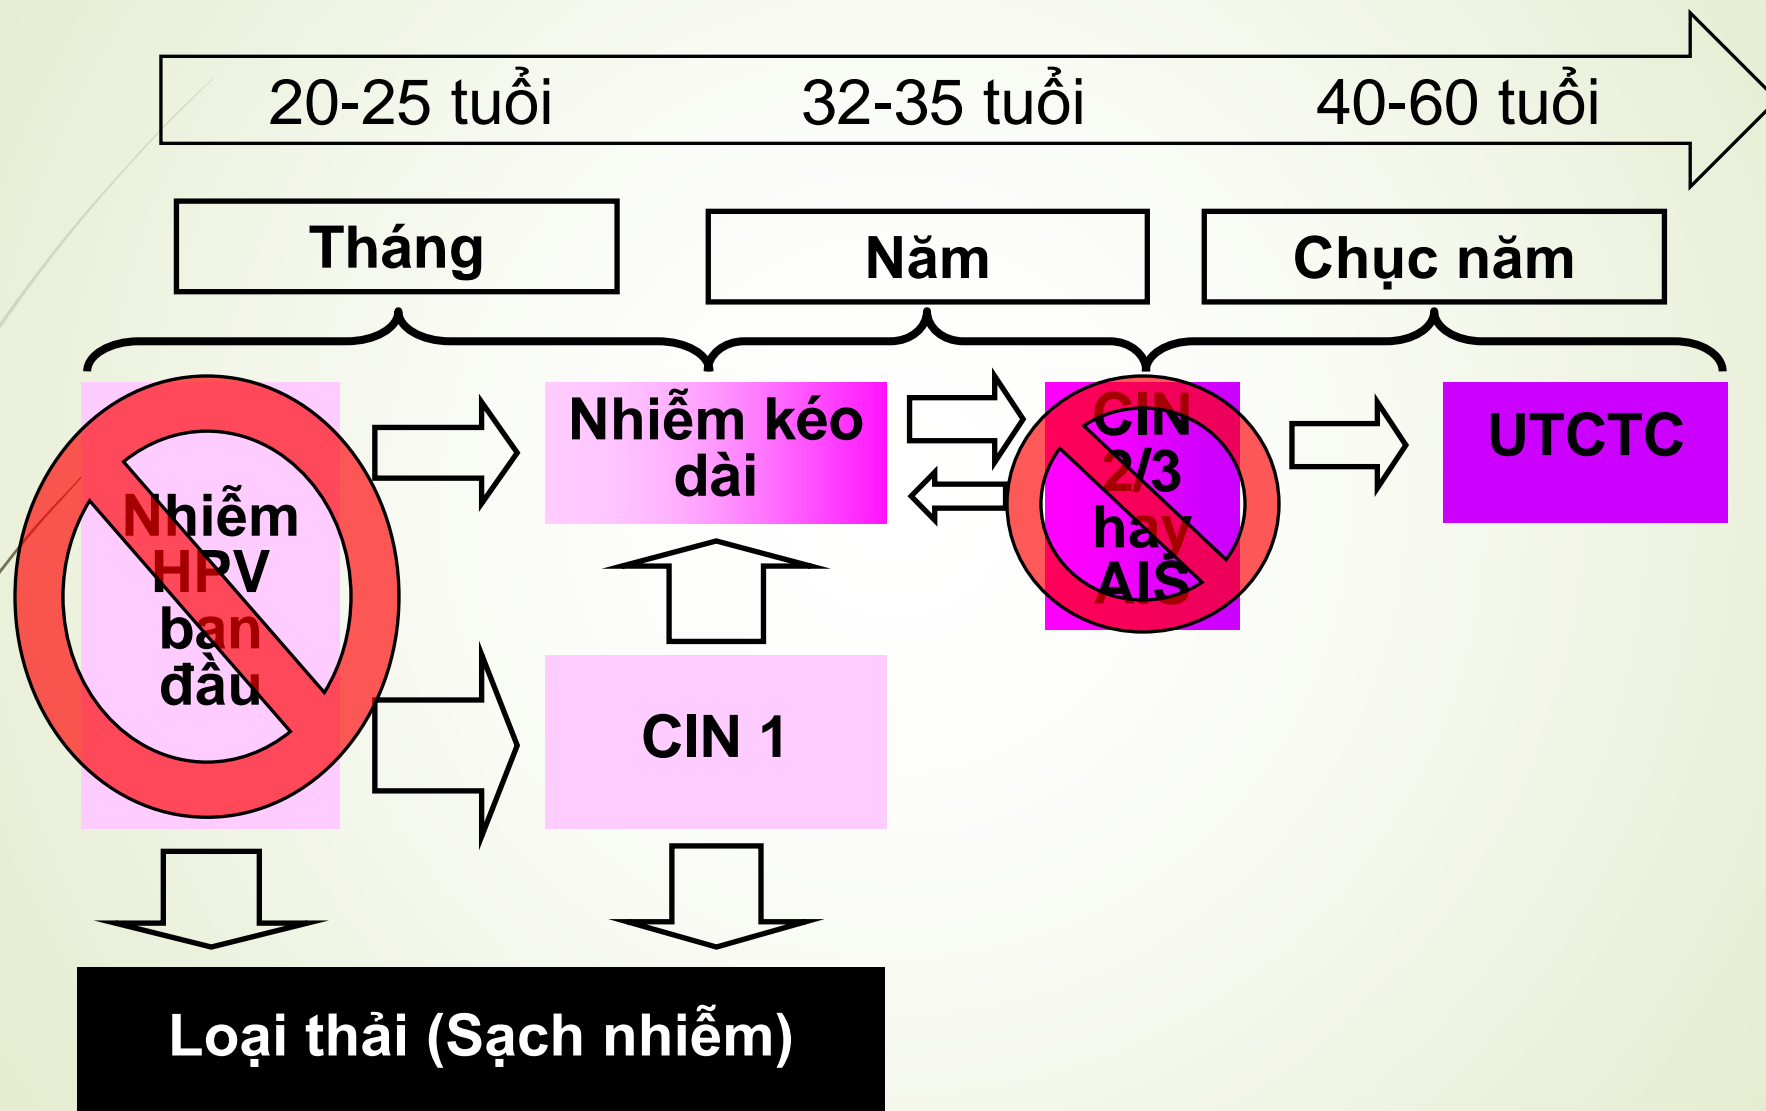 20-25 tuổi
32-35 tuổi
40-60 tuổi
Tháng
Năm
Chục năm
Nhiễm
HPV
ban
đầu
Nhiễm kéo
dài
CIN
2/3
hay
AIS
UTCTC
CIN 1
Loại thải (Sạch nhiễm)